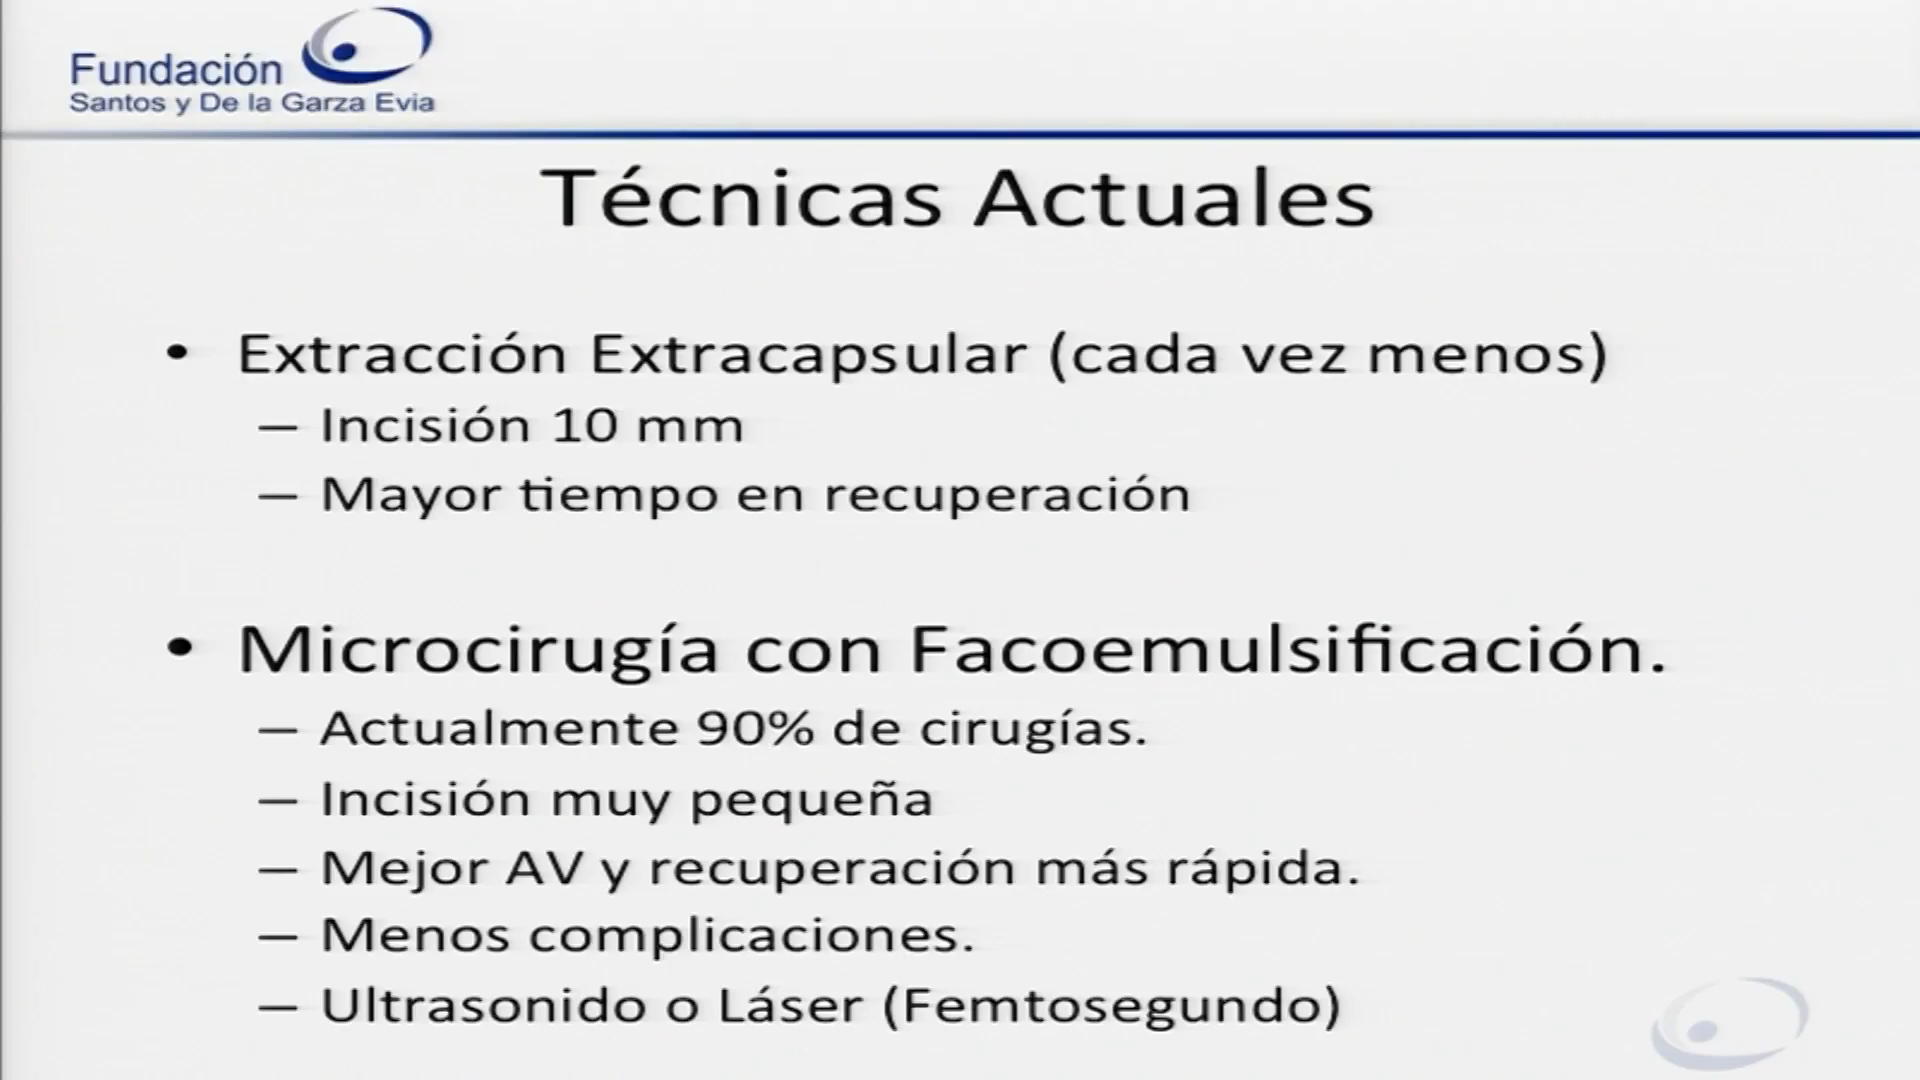 Fundación
Santos y De la Garza Evia
Técnicas Actuales
• Extracción Extracapsular (cada vez menos)
– Incisión 10 mm
– Mayor tiempo en recuperación
• Microcirugía con Facoemulsificación.
– Actualmente 90% de cirugías.
– Incisión muy pequeña
– Mejor AV y recuperación más rápida.
– Menos complicaciones.
– Ultrasonido o Láser (Femtosegundo)